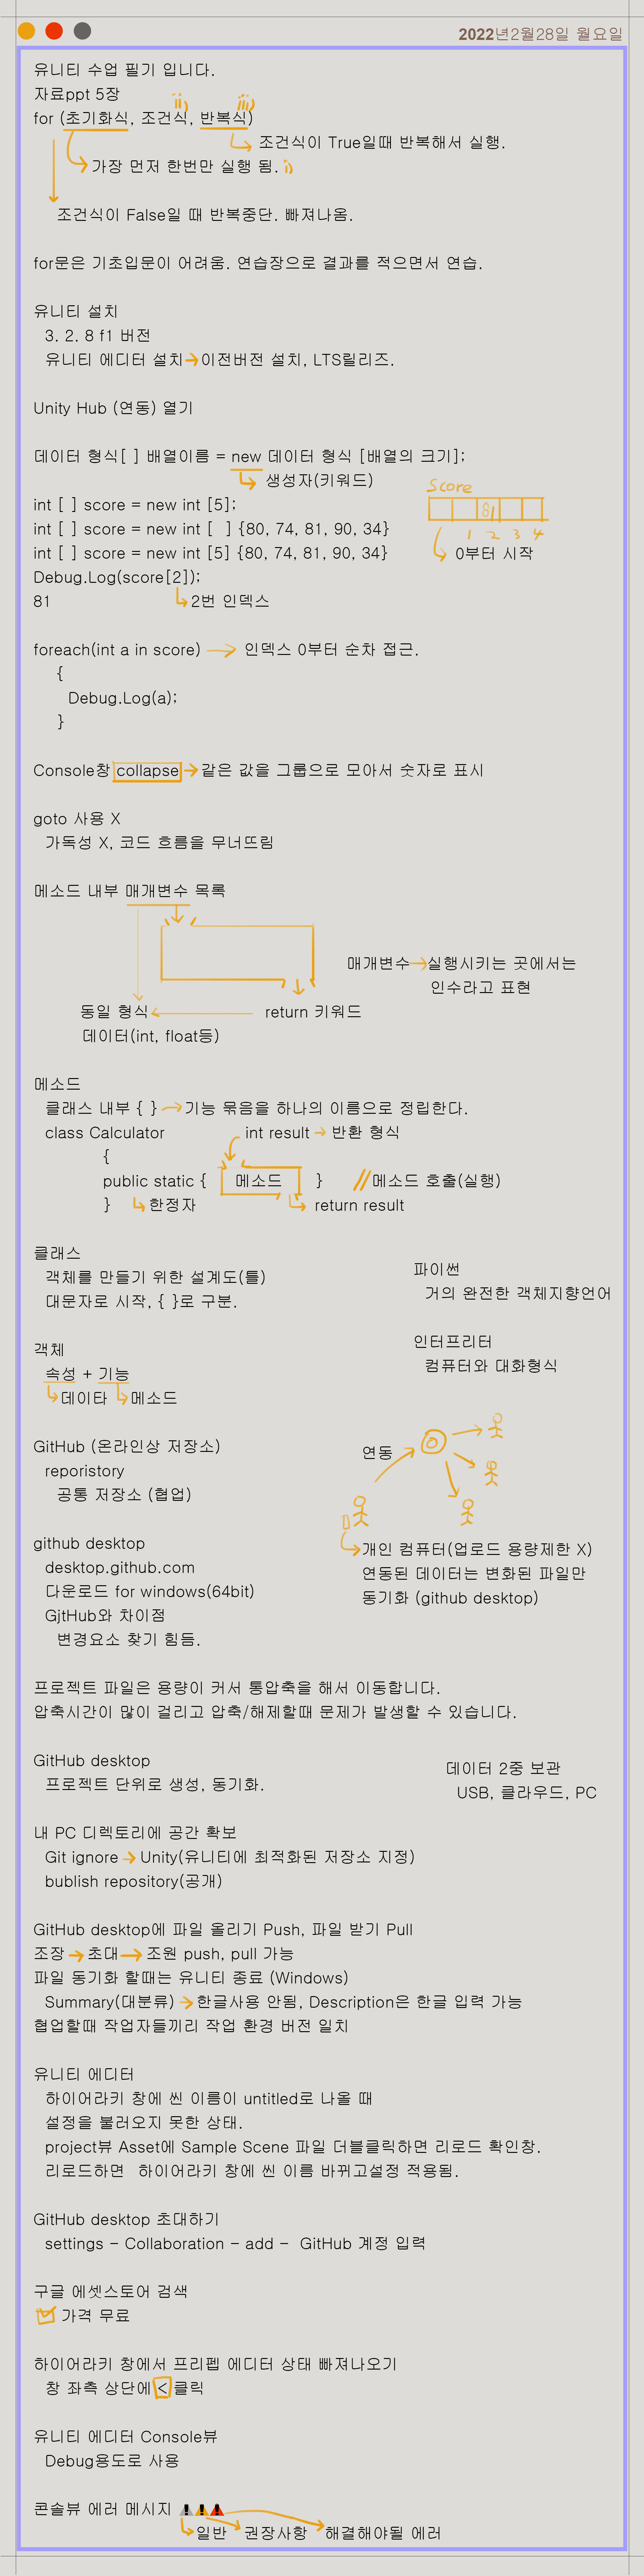 2022년2월28일 월요일
유니티 수업 필기 입니다.
자료ppt 5장
ii) iii)
for (초기화식, 조건식, 반복식)
조건식이 True일때 반복해서 실행.
가장 먼저 한번만 실행 됨. i)
조건식이 False일 때 반복중단. 빠져나옴.
for문은 기초입문이 어려움. 연습장으로 결과를 적으면서 연습.
유니티 설치
3. 2. 8 f1 버전
유니티 에디터 설치→이전버전 설치, LTS릴리즈.
Unity Hub (연동) 열기
데이터 형식[ ] 배열이름 = new 데이터 형식 [배열의 크기];
생성자(키워드)
Score
int [ ] score = new int [5];
81
int [ ] score = new int [ ] {80, 74, 81, 90, 34}
1 2 3 4
int [ ] score = new int [5] {80, 74, 81, 90, 34}
0부터 시작
Debug.Log(score[2]);
81
2번 인덱스
foreach(int a in score) → 인덱스 0부터 순차 접근.
{
Debug.Log(a);
}
Console창 collapse→같은 값을 그룹으로 모아서 숫자로 표시
goto 사용 X
가독성 X, 코드 흐름을 무너뜨림
메소드 내부 매개변수 목록
매개변수→실행시키는 곳에서는
인수라고 표현
동일 형식← return 키워드
데이터(int, float등)
메소드
클래스 내부 { }→기능 묶음을 하나의 이름으로 정립한다.
class Calculator
int result→반환 형식
{
public static { 메소드 } //메소드 호출(실행)
} 한정자
return result
클래스
객체를 만들기 위한 설계도(틀)
대문자로 시작, { }로 구분.
파이썬
거의 완전한 객체지향언어
인터프리터
컴퓨터와 대화형식
객체
속성 + 기능
데이타 메소드
GitHub (온라인상 저장소)
reporistory
공통 저장소 (협업)
연동
개인 컴퓨터(업로드 용량제한 X)
연동된 데이터는 변화된 파일만
동기화 (github desktop)
github desktop
desktop.github.com
다운로드 for windows(64bit)
GjtHub와 차이점
변경요소 찾기 힘듬.
프로젝트 파일은 용량이 커서 통압축을 해서 이동합니다.
압축시간이 많이 걸리고 압축/해제할때 문제가 발생할 수 있습니다.
GitHub desktop
프로젝트 단위로 생성, 동기화.
데이터 2중 보관
USB, 클라우드, PC
내 PC 디렉토리에 공간 확보
Git ignore→Unity(유니티에 최적화된 저장소 지정)
bublish repository(공개)
GitHub desktop에 파일 올리기 Push, 파일 받기 Pull
조장→초대→조원 push, pull 가능
파일 동기화 할때는 유니티 종료 (Windows)
Summary(대분류)→한글사용 안됨, Description은 한글 입력 가능
협업할때 작업자들끼리 작업 환경 버전 일치
유니티 에디터
하이어라키 창에 씬 이름이 untitled로 나올 때
설정을 불러오지 못한 상태.
project뷰 Asset에 Sample Scene 파일 더블클릭하면 리로드 확인창.
리로드하면 하이어라키 창에 씬 이름 바뀌고설정 적용됨.
GitHub desktop 초대하기
settings - Collaboration - add - GitHub 계정 입력
구글 에셋스토어 검색
가격 무료
하이어라키 창에서 프리펩 에디터 상태 빠져나오기
창 좌측 상단에<클릭
유니티 에디터 Console뷰
Debug용도로 사용
콘솔뷰 에러 메시지 ! ! !
일반 권장사항 해결해야될 에러